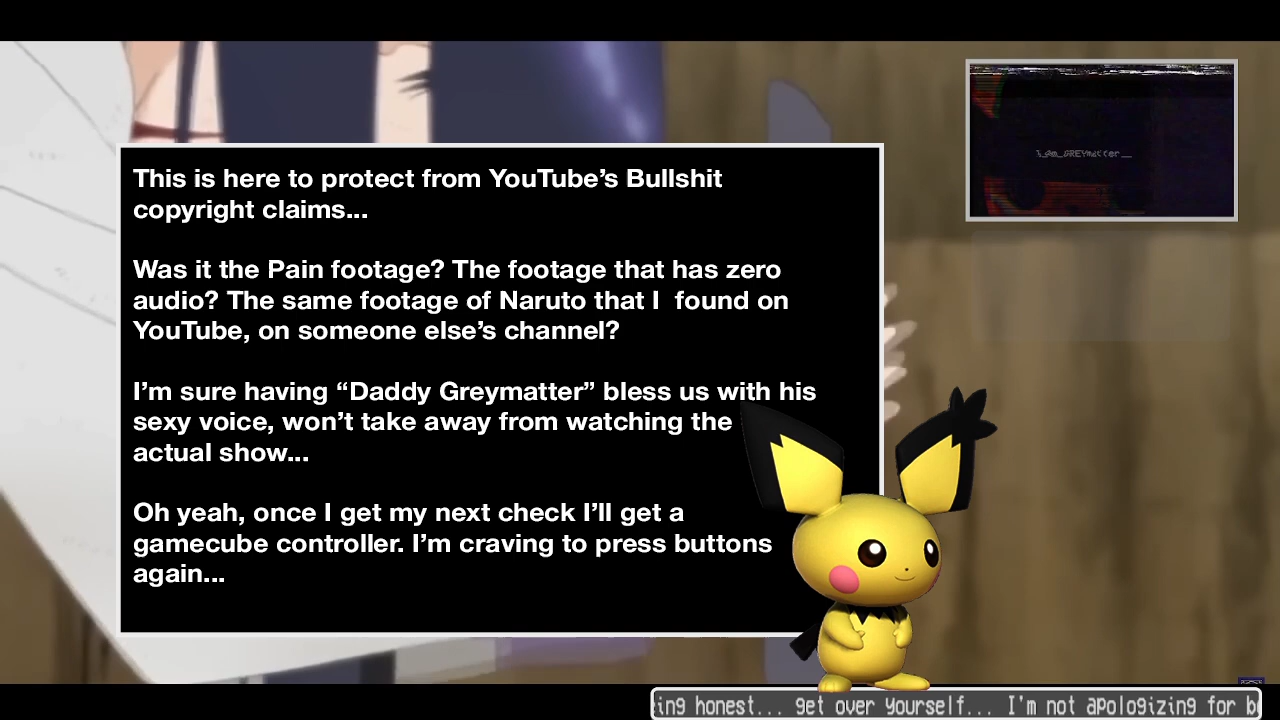 This is here to protect from YouTube’s Bullshit
copyright claims...
Was it the Pain footage? The footage that has zero
audio? The same footage of Naruto that I  found on
YouTube, on someone else’s channel?
I’m sure having “Daddy Greymatter” bless us with his
sexy voice, won’t take away from watching the
actual show...
Oh yeah, once I get my next check I’ll get a
gamecube controller. I’m craving to press buttons
again...
I_am_GREYmatter__
ing honest... get over yourself... I'm not apologizing for b